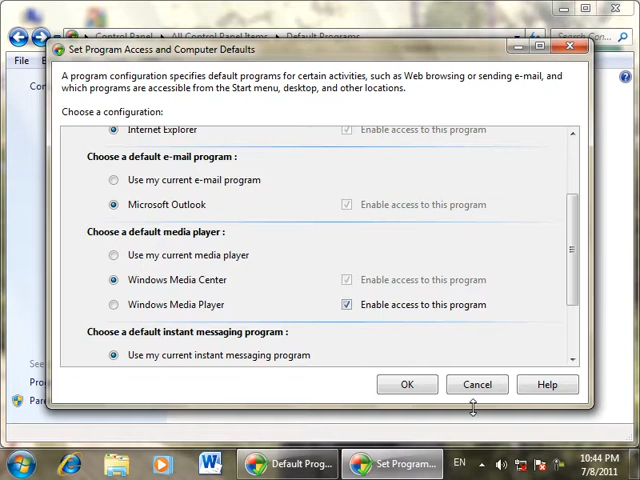 Control Panel ▸ All Control Panel Items ▸ Default Programs
Set Program Access and Computer Defaults
File
A program configuration specifies default programs for certain activities, such as Web browsing or sending e-mail, and
which programs are accessible from the Start menu, desktop, and other locations.
Choose a configuration:
Internet Explorer Enable access to this program
Choose a default e-mail program :
Use my current e-mail program
Microsoft Outlook Enable access to this program
Choose a default media player :
Use my current media player
Windows Media Center Enable access to this program
Windows Media Player Enable access to this program
Choose a default instant messaging program :
Use my current instant messaging program
OK Cancel Help
Default Prog... Set Program... EN 10:44 PM
7/8/2011